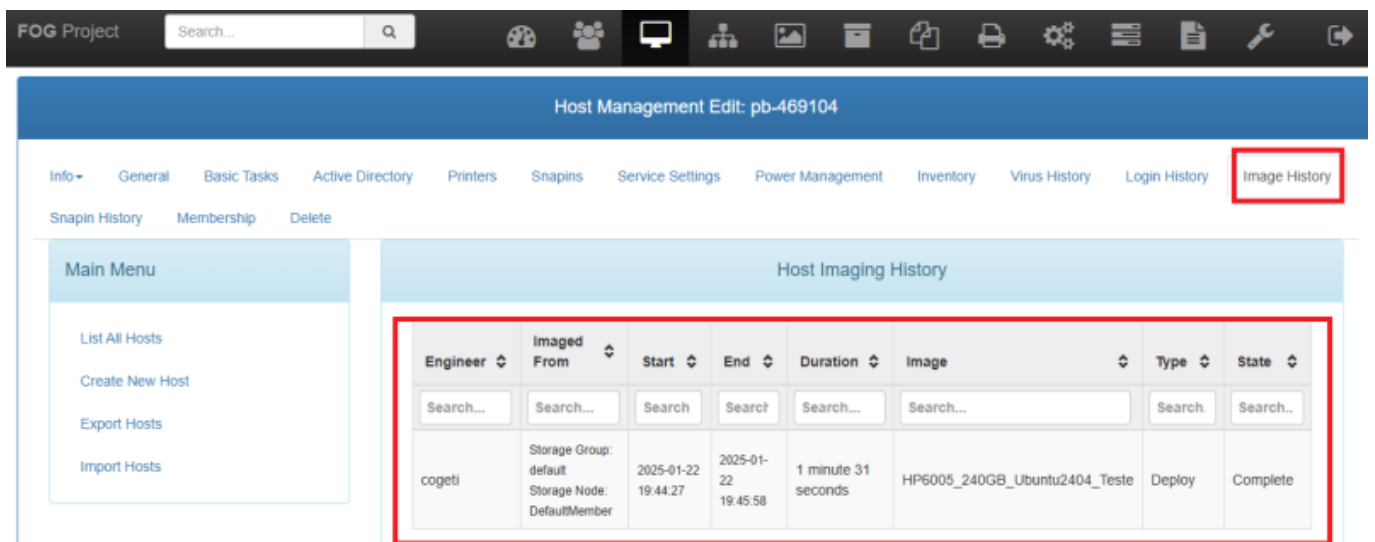 FOG Project Search...
Host Management Edit: pb-469104
Info General Basic Tasks Active Directory Printers Snapins Service Settings Power Management Inventory Virus History Login History Image History
Snapin History Membership Delete
Main Menu
List All Hosts
Create New Host
Export Hosts
Import Hosts
Host Imaging History
Engineer Imaged From Start End Duration Image Type State
Search... Search... Search Search Search... Search... Search. Search..
cogeti Storage Group: default Storage Node: DefaultMember 2025-01-22 19:44:27 2025-01-22 19:45:58 1 minute 31 seconds HP6005_240GB_Ubuntu2404_Teste Deploy Complete